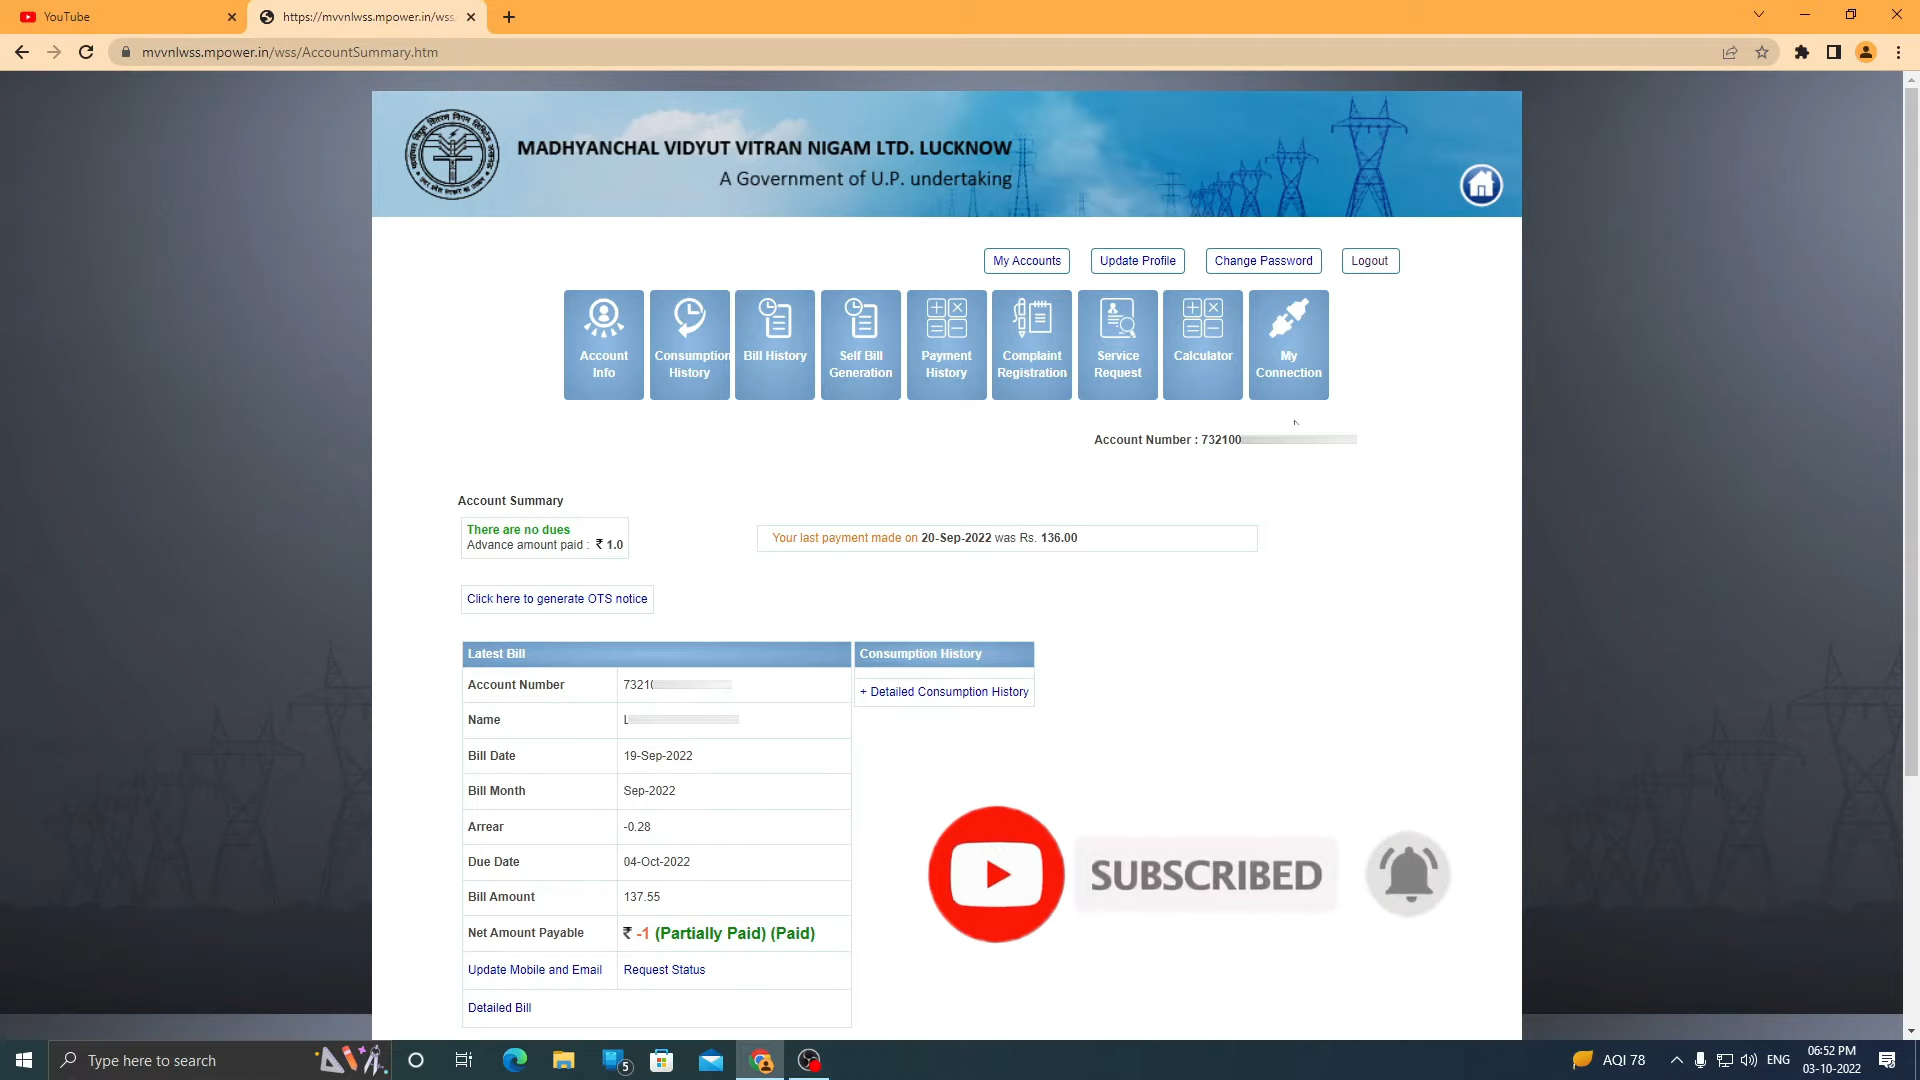 YouTube
https://mvvnlwss.mpower.in/wss
mvvnlwss.mpower.in/wss/AccountSummary.htm
MADHYANCHAL VIDYUT VITRAN NIGAM LTD. LUCKNOW
A Government of U.P. undertaking
My Accounts
Update Profile
Change Password
Logout
Account
Info
Consumption
History
Bill History
Self Bill
Generation
Payment
History
Complaint
Registration
Service
Request
Calculator
My
Connection
Account Number : 732100
Account Summary
There are no dues
Advance amount paid : ₹ 1.0
Your last payment made on 20-Sep-2022 was Rs. 136.00
Click here to generate OTS notice
Latest Bill
Consumption History
Account Number 73210
+ Detailed Consumption History
Name L
Bill Date 19-Sep-2022
Bill Month Sep-2022
Arrear -0.28
Due Date 04-Oct-2022
Bill Amount 137.55
Net Amount Payable ₹ -1 (Partially Paid) (Paid)
Update Mobile and Email Request Status
Detailed Bill
SUBSCRIBED
Type here to search
5
AQI 78
ENG
06:52 PM
03-10-2022